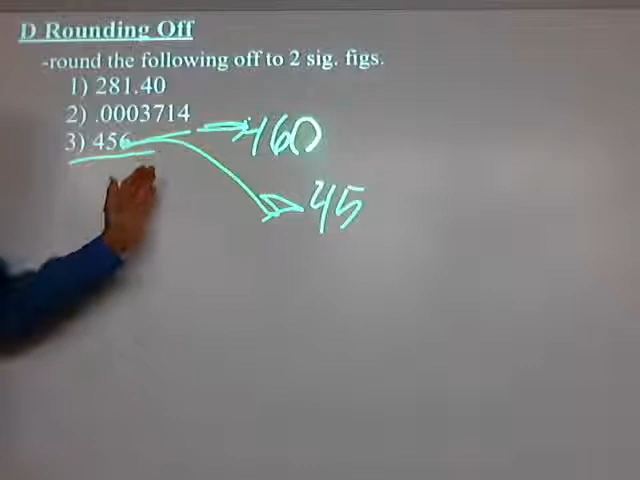 D Rounding Off
-round the following off to 2 sig. figs.
1) 281.40
2) .0003714
3) 456
460
45